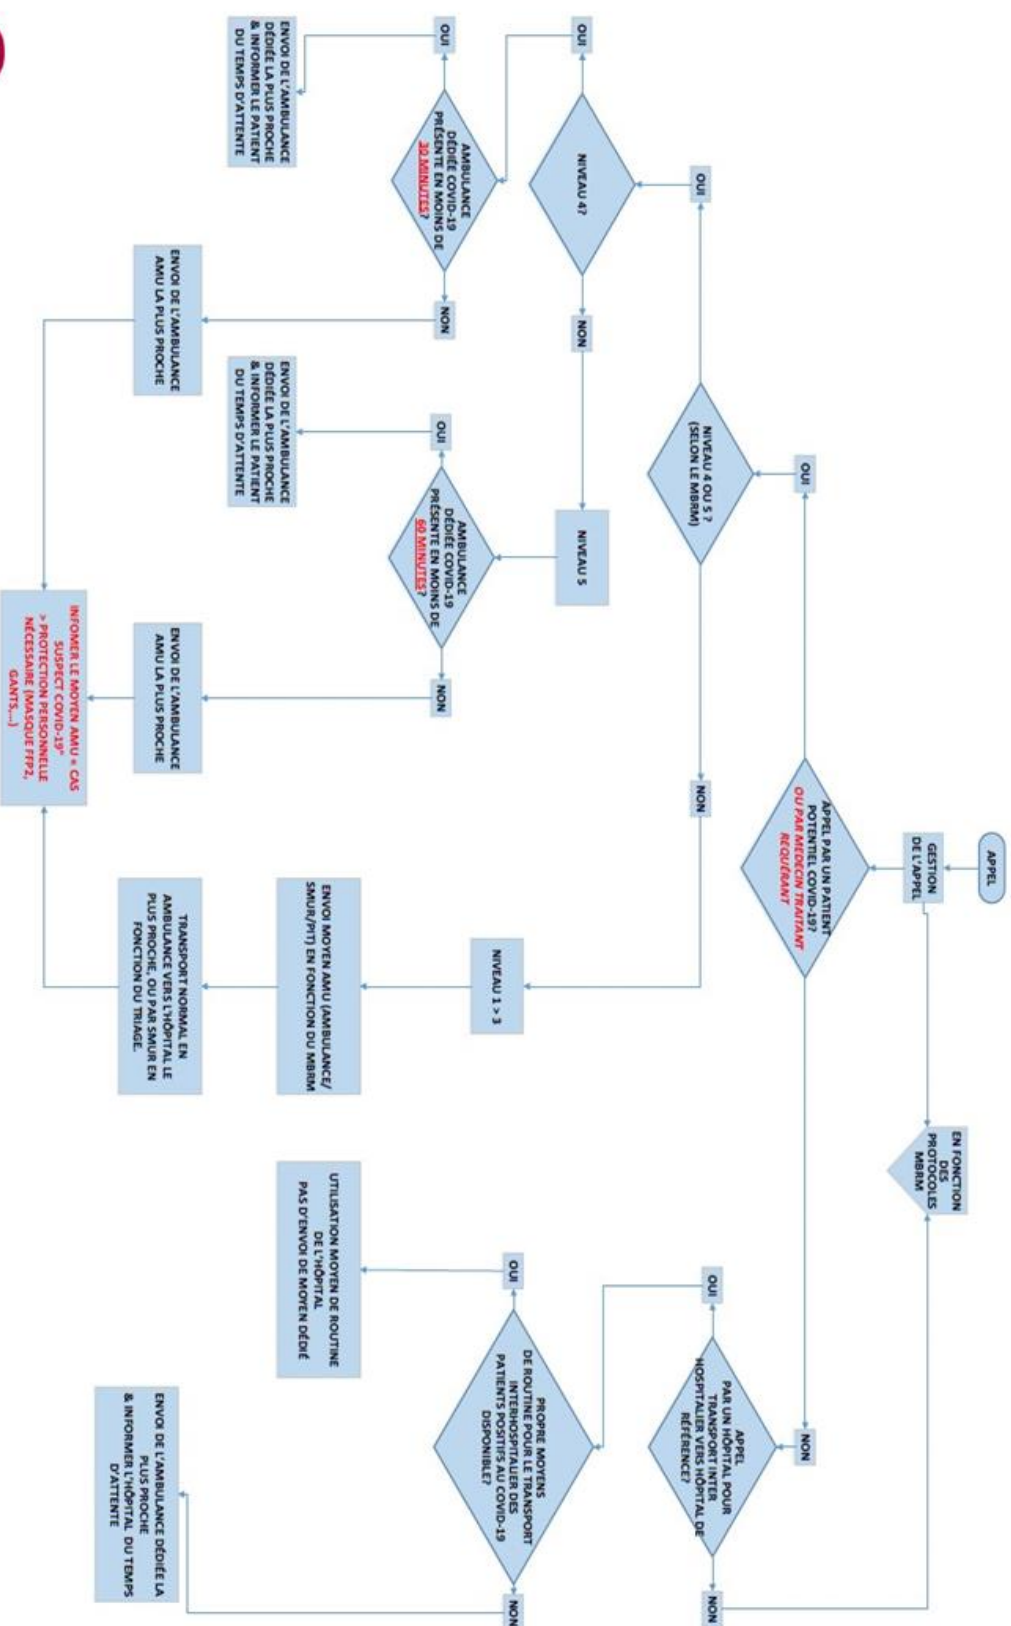 APPEL
GESTION
DE L'APPEL
EN FONCTION
DES
PROTOCOLES
MBRM
APPEL PAR UN PATIENT
POTENTIEL COVID-19?
OU PAR MEDECIN TRAITANT
REQUÉRANT
OUI
NON
NIVEAU 4 OU 5 ?
(SELON LE MBRM)
APPEL
PAR UN HÔPITAL POUR
TRANSPORT INTER
HOSPITALIER VERS HÔPITAL DE
RÉFÉRENCE?
OUI
NON
OUI
NON
NIVEAU 4?
OUI
NON
NIVEAU 5
NIVEAU 1 > 3
PROPRE MOYENS
DE ROUTINE POUR LE TRANSPORT
INTERHOSPITALIER DES
PATIENTS POSITIFS AU COVID-19
DISPONIBLE?
OUI
NON
AMBULANCE
DÉDIÉE COVID-19
PRÉSENTE EN MOINS DE
30 MINUTES?
OUI
NON
AMBULANCE
DÉDIÉE COVID-19
PRÉSENTE EN MOINS DE
60 MINUTES?
OUI
NON
ENVOI DE L'AMBULANCE
DÉDIÉE LA PLUS PROCHE
& INFORMER LE PATIENT
DU TEMPS D'ATTENTE
ENVOI DE L'AMBULANCE
DÉDIÉE LA PLUS PROCHE
& INFORMER LE PATIENT
DU TEMPS D'ATTENTE
ENVOI MOYEN AMU (AMBULANCE/
SMUR/PIT) EN FONCTION DU MBRM
UTILISATION MOYEN DE ROUTINE
DE L'HÔPITAL
PAS D'ENVOI DE MOYEN DÉDIÉ
ENVOI DE L'AMBULANCE
AMU LA PLUS PROCHE
ENVOI DE L'AMBULANCE
AMU LA PLUS PROCHE
TRANSPORT NORMAL EN
AMBULANCE VERS L'HÔPITAL LE
PLUS PROCHE, OU PAR SMUR EN
FONCTION DU TRIAGE.
ENVOI DE L'AMBULANCE DÉDIÉE LA
PLUS PROCHE
& INFORMER L'HÔPITAL DU TEMPS
D'ATTENTE
INFOMER LE MOYEN AMU « CAS
SUSPECT COVID-19"
> PROTECTION PERSONNELLE
NÉCESSAIRE (MASQUE FFP2,
GANTS,...)